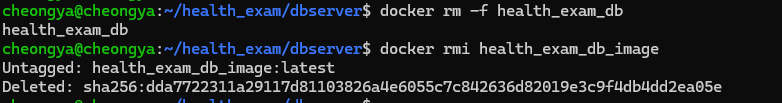 cheongya@cheongya:~/health_exam/dbserver$ docker rm -f health_exam_db
health_exam_db
cheongya@cheongya:~/health_exam/dbserver$ docker rmi health_exam_db_image
Untagged: health_exam_db_image:latest
Deleted: sha256:dda7722311a29117d81103826a4e6055c7c842636d82019e3c9f4db4dd2ea05e